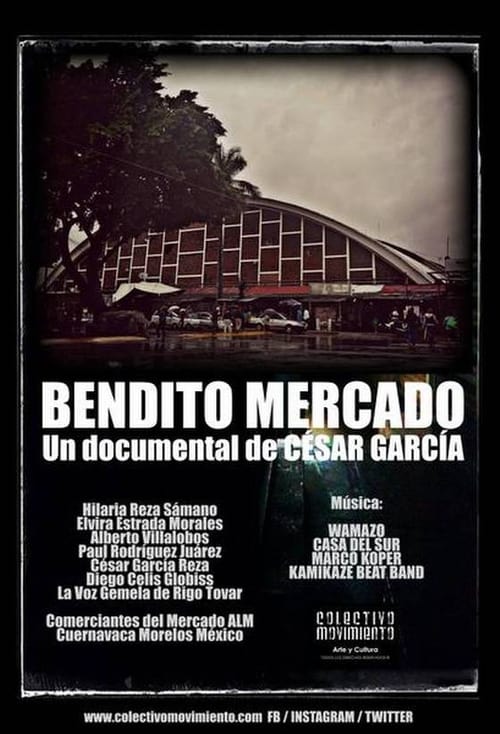 BENDITO MERCADO
Un documental de CÉSAR GARCÍA
Hilaria Reza Sámano
Elvira Estrada Morales
Alberto Villalobos
Paul Rodríguez Juárez
César García Reza
Diego Celis Globiss
La Voz Gemela de Rigo Tovar
Comerciantes del Mercado ALM
Cuernavaca Morelos México
Música:
WAMAZO
CASA DEL SUR
MARCO KOPER
KAMIKAZE BEAT BAND
COLECTIVO
MOVIMIENTO
Arte y Cultura
www.colectivomovimiento.com FB / INSTAGRAM / TWITTER